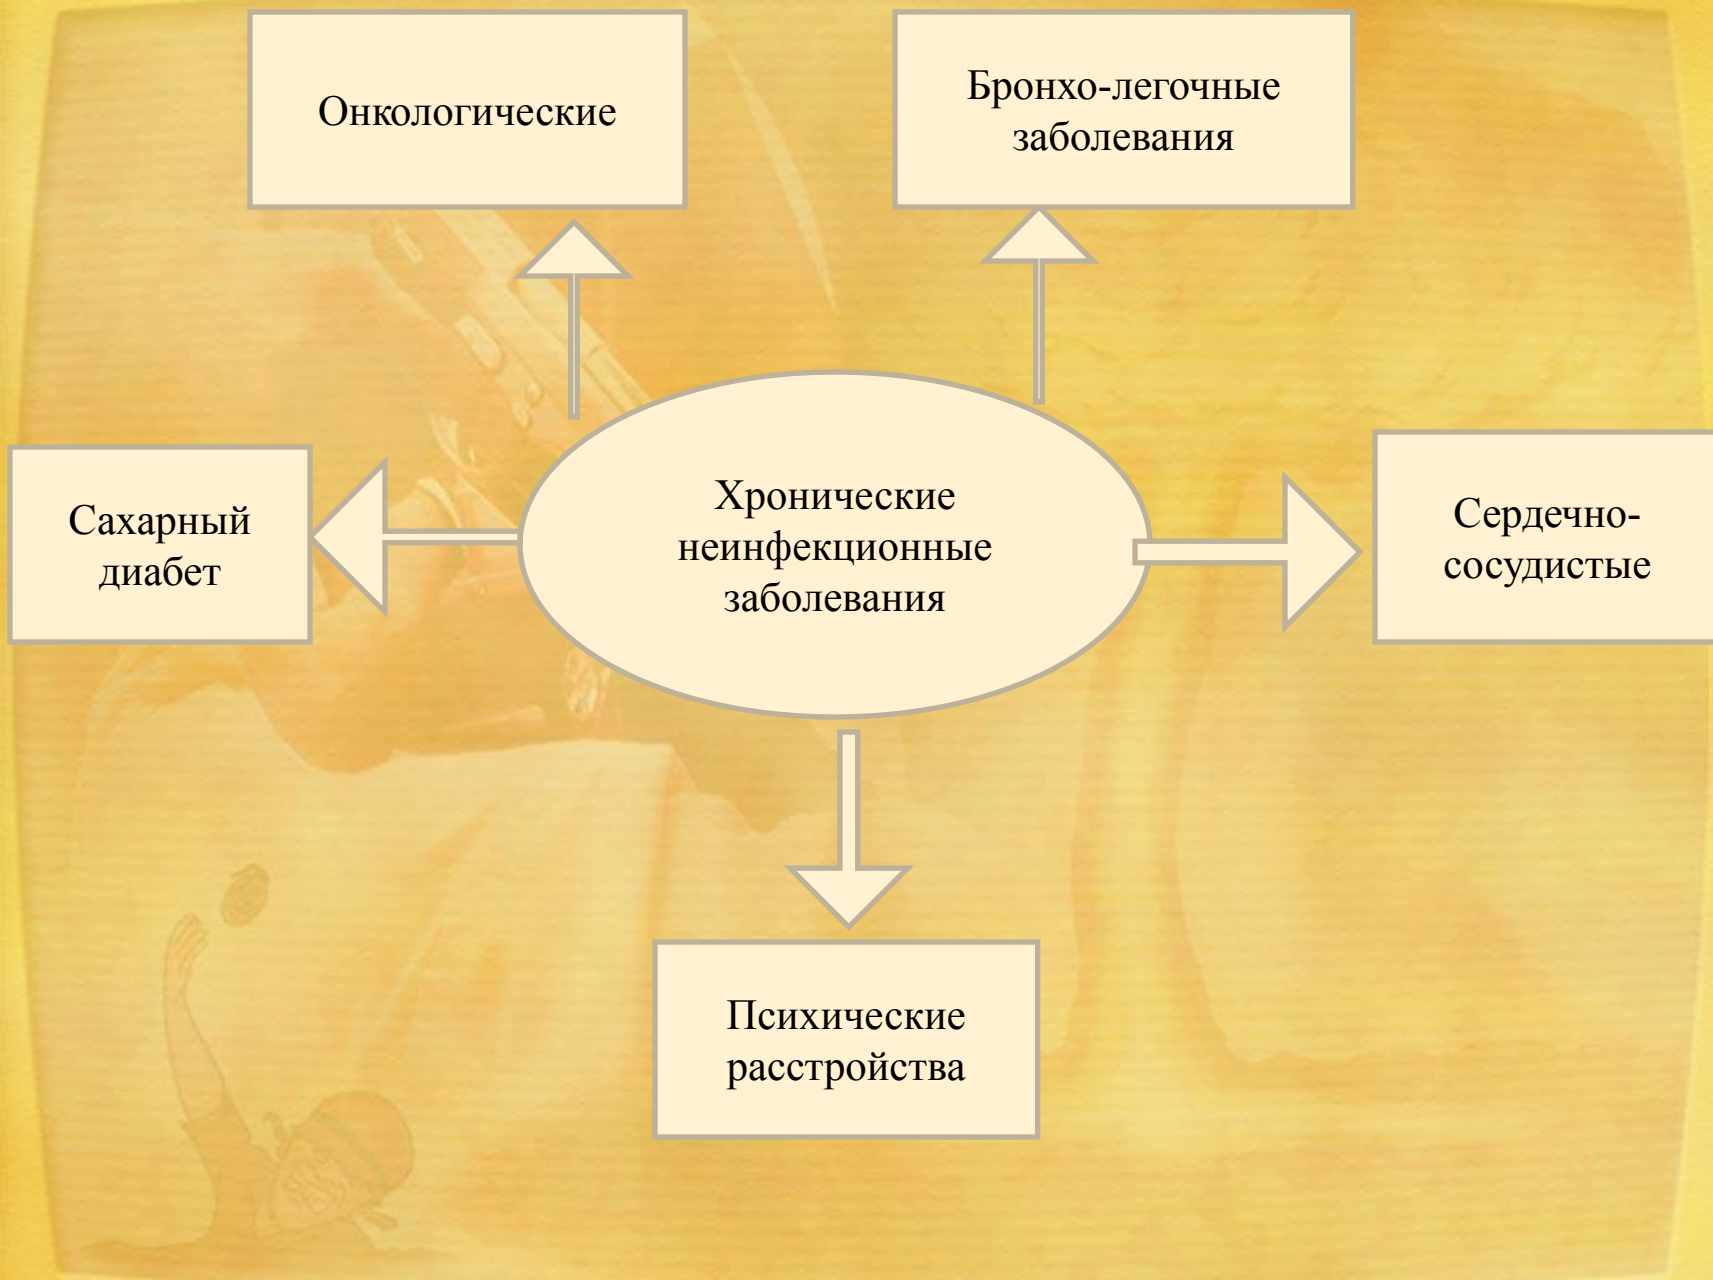 Онкологические
Бронхо-легочные
заболевания
Сахарный
диабет
Хронические
неинфекционные
заболевания
Сердечно-
сосудистые
Психические
расстройства